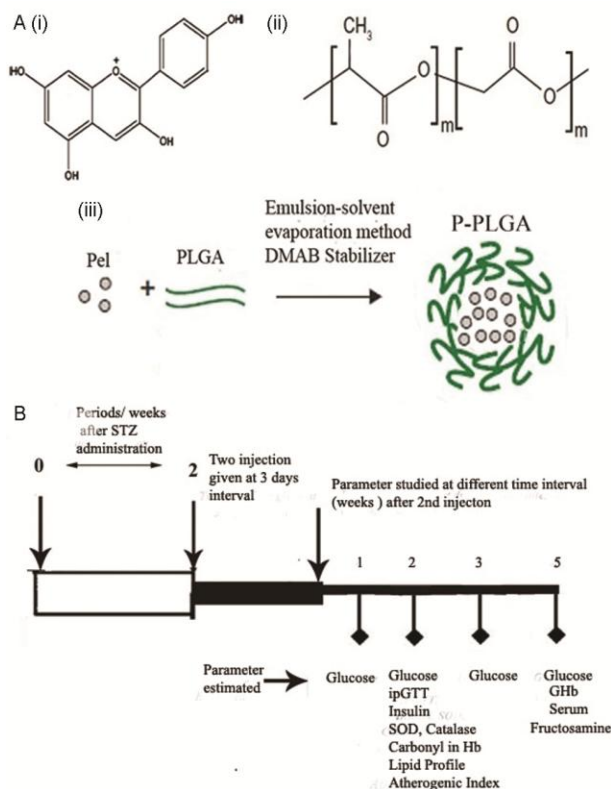 A (i)
OH
HO
O
+
OH
OH
(ii)
CH3
O
O
m
O
O
m
(iii)
Pel
+
PLGA
Emulsion-solvent
evaporation method
DMAB Stabilizer
P-PLGA
B
Periods/ weeks
after STZ
administration
0
2
Two injection
given at 3 days
interval
Parameter studied at different time interval
(weeks ) after 2nd injecton
1
2
3
5
Parameter
estimated
Glucose
Glucose
ipGTT
Insulin
SOD, Catalase
Carbonyl in Hb
Lipid Profile
Atherogenic Index
Glucose
Glucose
GHb
Serum
Fructosamine